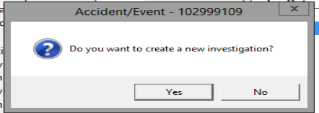 Accident/Event - 102999109
Do you want to create a new investigation?
Yes
No